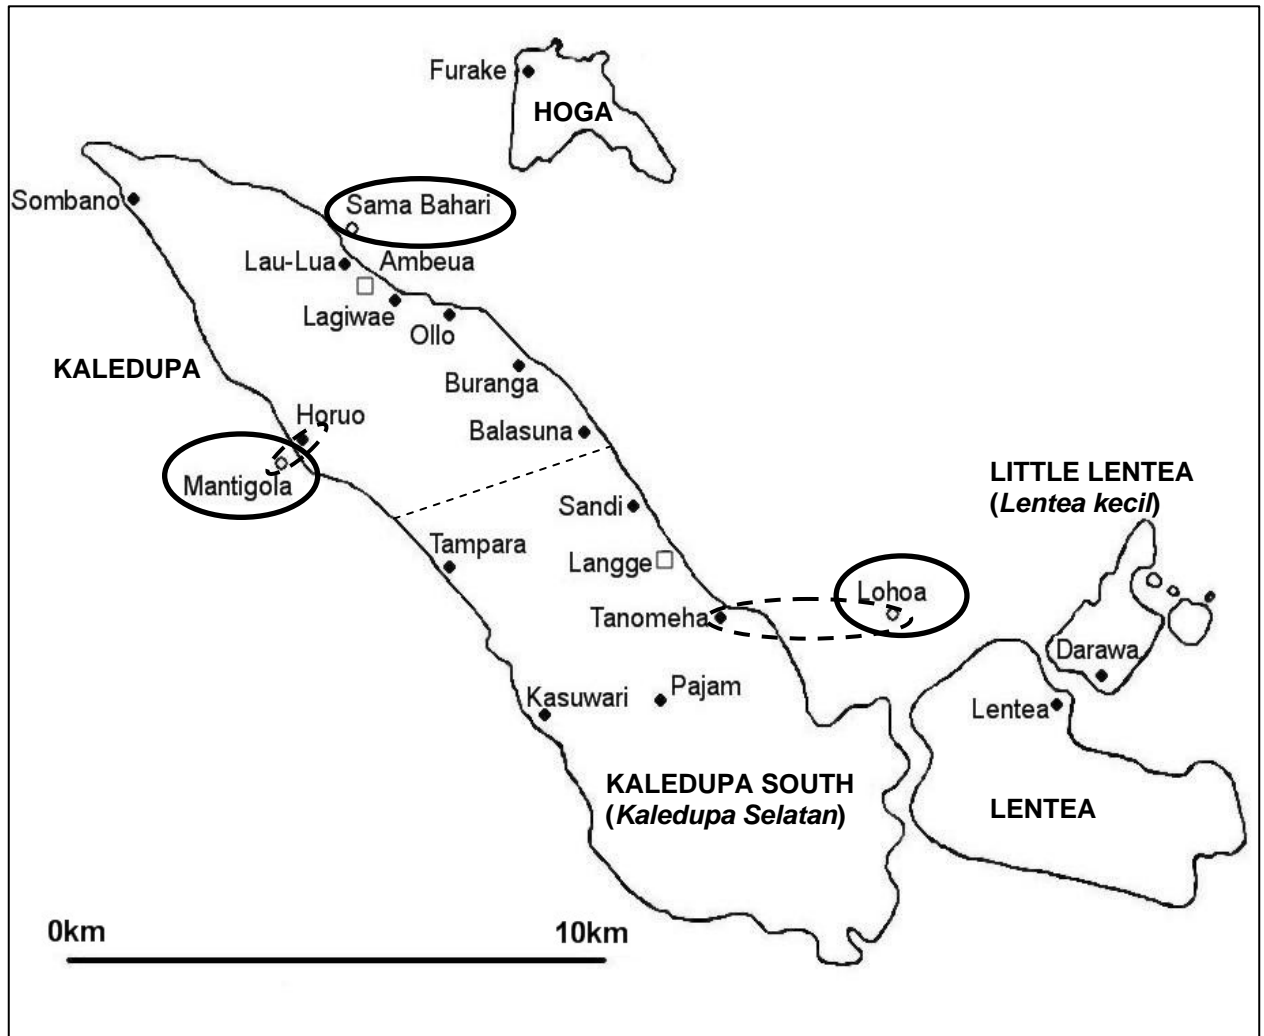 Furake
HOGA
Sombano
Sama Bahari
Lau-Lua
Ambeua
Lagiwae
Ollo
KALEDUPA
Buranga
Horuo
Balasuna
Mantigola
LITTLE LENTEA
(Lentea kecil)
Sandi
Tampara
Langge
Lohoa
Tanomeha
Darawa
Kasuwari
Pajam
Lentea
KALEDUPA SOUTH
(Kaledupa Selatan)
LENTEA
0km
10km